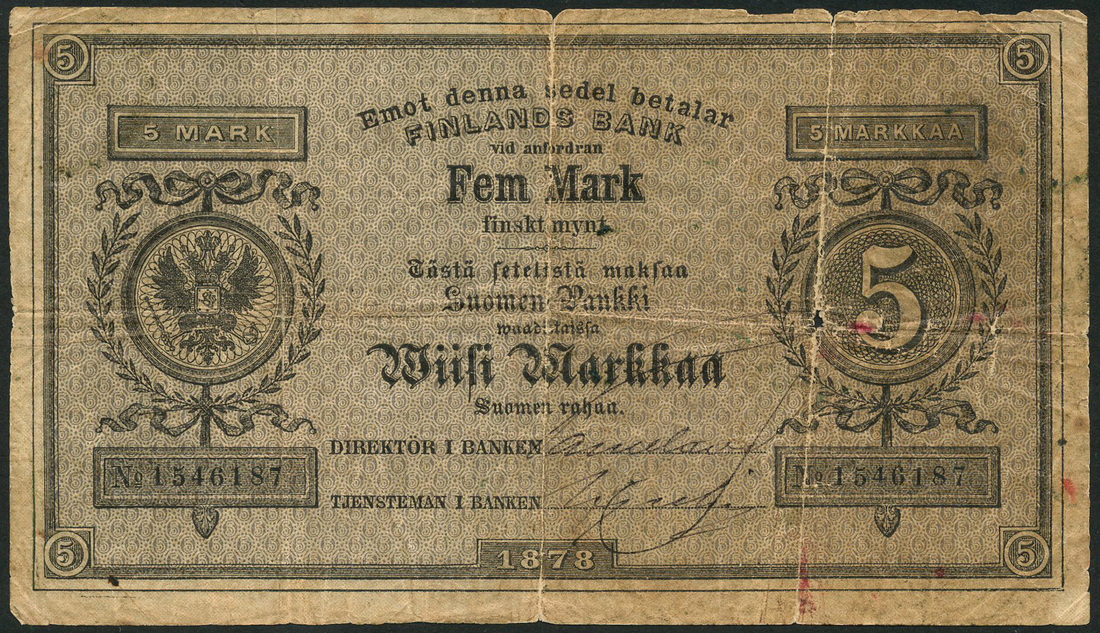 5
5
5 MARK
5 MARKKAA
Emot denna sedel betalar
FINLANDS BANK
vid anfordran
Fem Mark
finskt mynt.
Tästä setelistä maksaa
Suomen Pankki
waadittaissa
Wiisi Markkaa
Suomen rahaa.
5
DIREKTÖR I BANKEN
TJENSTEMAN I BANKEN
No 1546187
No 1546187
5
1878
5